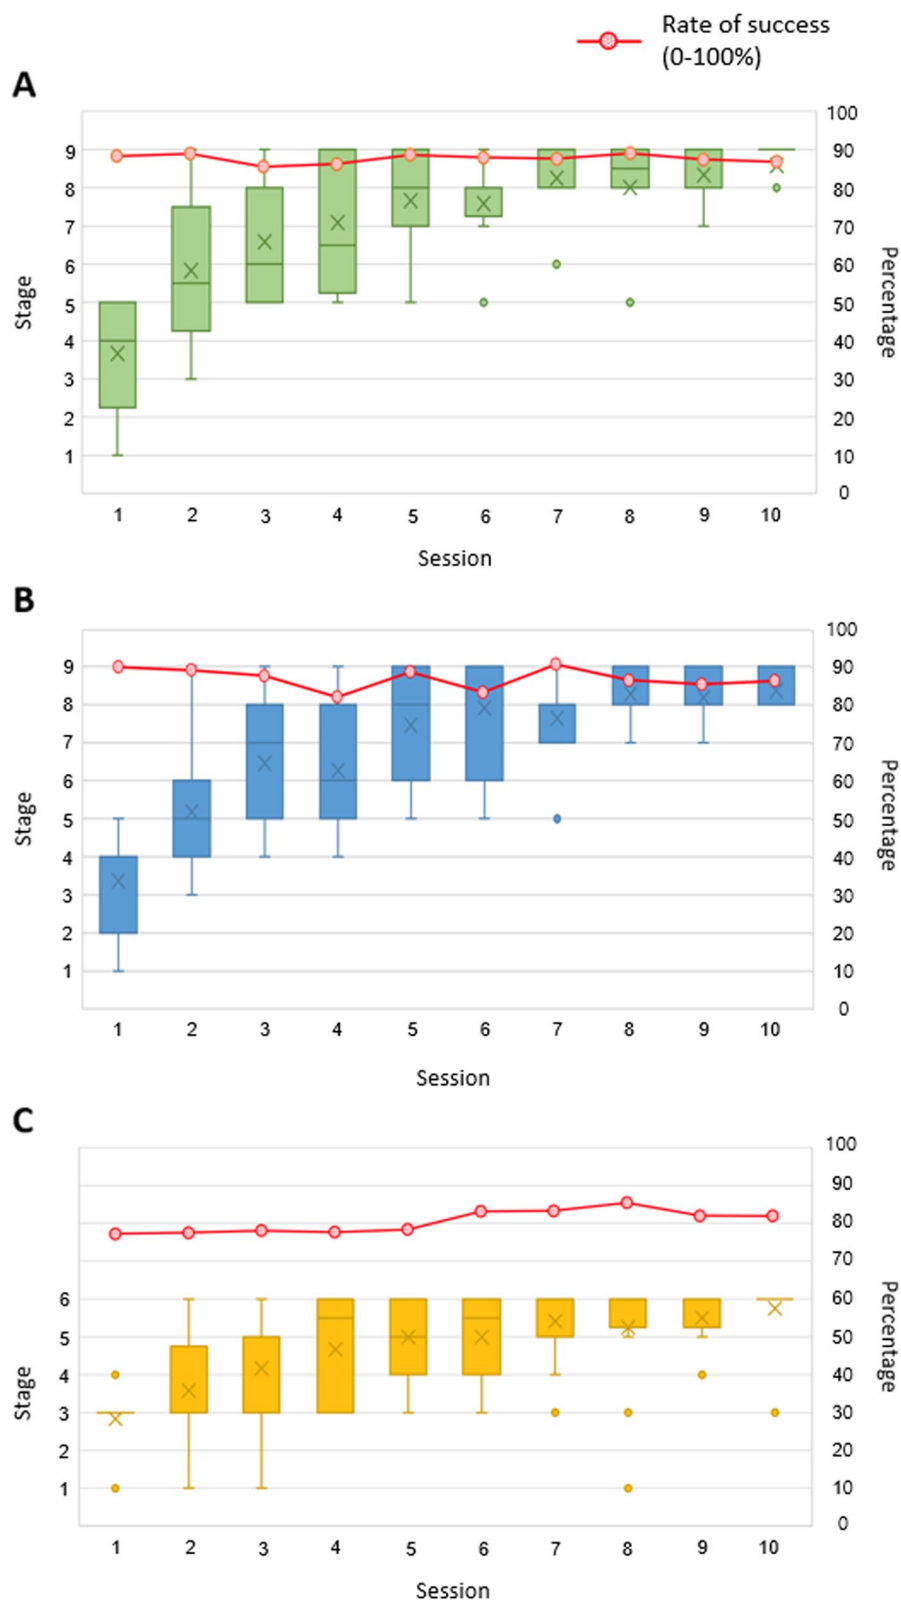 Rate of success
(0-100%)
A
100
9 90
8 80
7 70
6 60
5 50
4 40
3 30
2 20
1 10
0
Stage
Percentage
1 2 3 4 5 6 7 8 9 10
Session
B
100
9 90
8 80
7 70
6 60
5 50
4 40
3 30
2 20
1 10
0
Stage
Percentage
1 2 3 4 5 6 7 8 9 10
Session
C
100
90
80
70
6 60
5 50
4 40
3 30
2 20
1 10
0
Stage
Percentage
1 2 3 4 5 6 7 8 9 10
Session